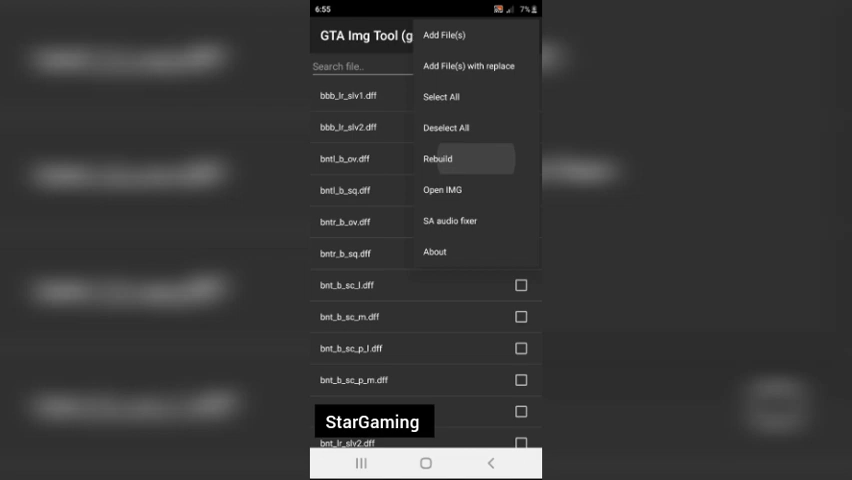 6:55
7%
GTA Img Tool (g
Add File(s)
Search file..
Add File(s) with replace
bbb_lr_slv1.dff
Select All
bbb_lr_slv2.dff
Deselect All
bntl_b_ov.dff
Rebuild
bntl_b_sq.dff
Open IMG
bntr_b_ov.dff
SA audio fixer
bntr_b_sq.dff
About
bnt_b_sc_l.dff
bnt_b_sc_m.dff
bnt_b_sc_p_l.dff
bnt_b_sc_p_m.dff
StarGaming
bnt_lr_slv2.dff